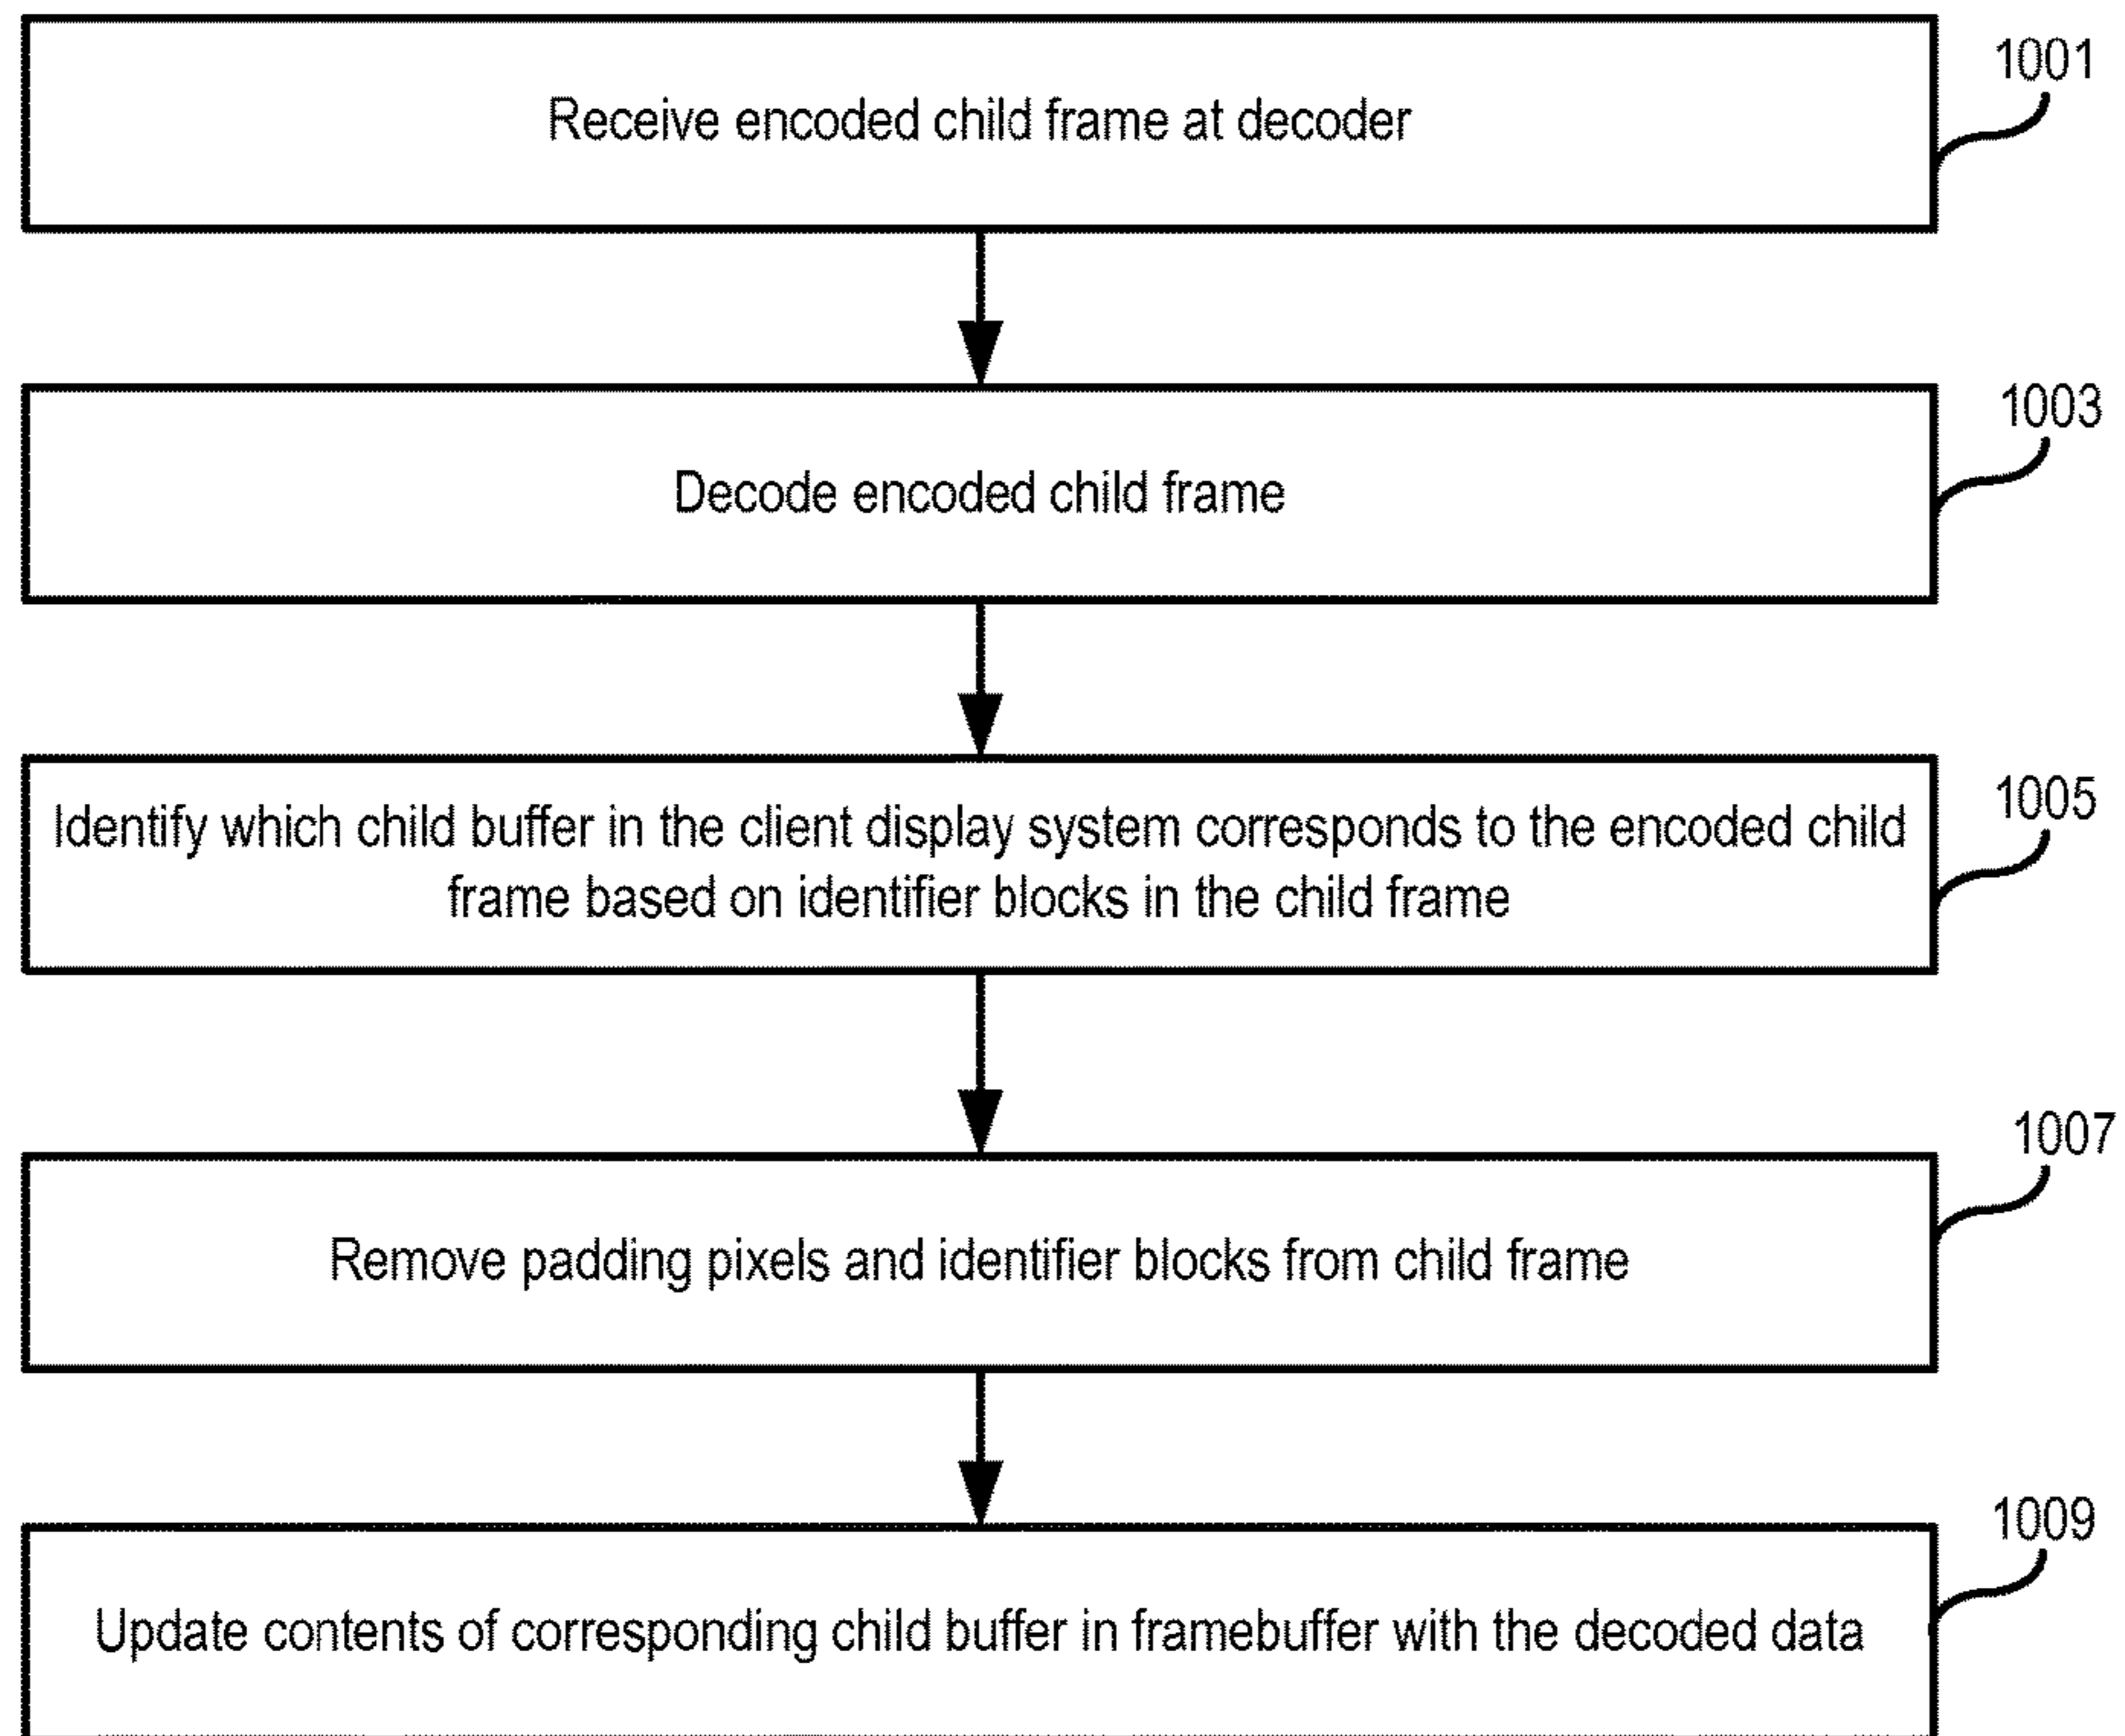 Receive encoded child frame at decoder
1001
Decode encoded child frame
1003
Identify which child buffer in the client display system corresponds to the encoded child
frame based on identifier blocks in the child frame
1005
Remove padding pixels and identifier blocks from child frame
1007
Update contents of corresponding child buffer in framebuffer with the decoded data
1009